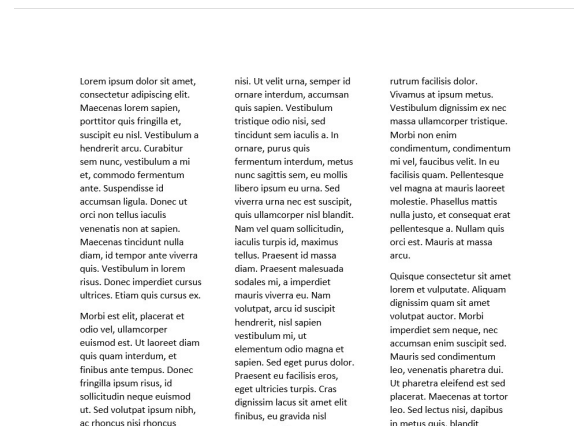 Lorem ipsum dolor sit amet,
consectetur adipiscing elit.
Maecenas lorem sapien,
porttitor quis fringilla et,
suscipit eu nisl. Vestibulum a
hendrerit arcu. Curabitur
sem nunc, vestibulum a mi
et, commodo fermentum
ante. Suspendisse id
accumsan ligula. Donec ut
orci non tellus iaculis
venenatis non at sapien.
Maecenas tincidunt nulla
diam, id tempor ante viverra
quis. Vestibulum in lorem
risus. Donec imperdiet cursus
ultrices. Etiam quis cursus ex.
Morbi est elit, placerat et
odio vel, ullamcorper
euismod est. Ut laoreet diam
quis quam interdum, et
finibus ante tempus. Donec
fringilla ipsum risus, id
sollicitudin neque euismod
ut. Sed volutpat ipsum nibh,
ac rhoncus nisi rhoncus
nisi. Ut velit urna, semper id
ornare interdum, accumsan
quis sapien. Vestibulum
tristique odio nisi, sed
tincidunt sem iaculis a. In
ornare, purus quis
fermentum interdum, metus
nunc sagittis sem, eu mollis
libero ipsum eu urna. Sed
viverra urna nec est suscipit,
quis ullamcorper nisl blandit.
Nam vel quam sollicitudin,
iaculis turpis id, maximus
tellus. Praesent id massa
diam. Praesent malesuada
sodales mi, a imperdiet
mauris viverra eu. Nam
volutpat, arcu id suscipit
hendrerit, nisl sapien
vestibulum mi, ut
elementum odio magna et
sapien. Sed eget purus dolor.
Praesent eu facilisis eros,
eget ultricies turpis. Cras
dignissim lacus sit amet elit
finibus, eu gravida nisl
rutrum facilisis dolor.
Vivamus at ipsum metus.
Vestibulum dignissim ex nec
massa ullamcorper tristique.
Morbi non enim
condimentum, condimentum
mi vel, faucibus velit. In eu
facilisis quam. Pellentesque
vel magna at mauris laoreet
molestie. Phasellus mattis
nulla justo, et consequat erat
pellentesque a. Nullam quis
orci est. Mauris at massa
arcu.
Quisque consectetur sit amet
lorem et vulputate. Aliquam
dignissim quam sit amet
volutpat auctor. Morbi
imperdiet sem neque, nec
accumsan enim suscipit sed.
Mauris sed condimentum
leo, venenatis pharetra dui.
Ut pharetra eleifend est sed
placerat. Maecenas at tortor
leo. Sed lectus nisi, dapibus
in metus quis, blandit